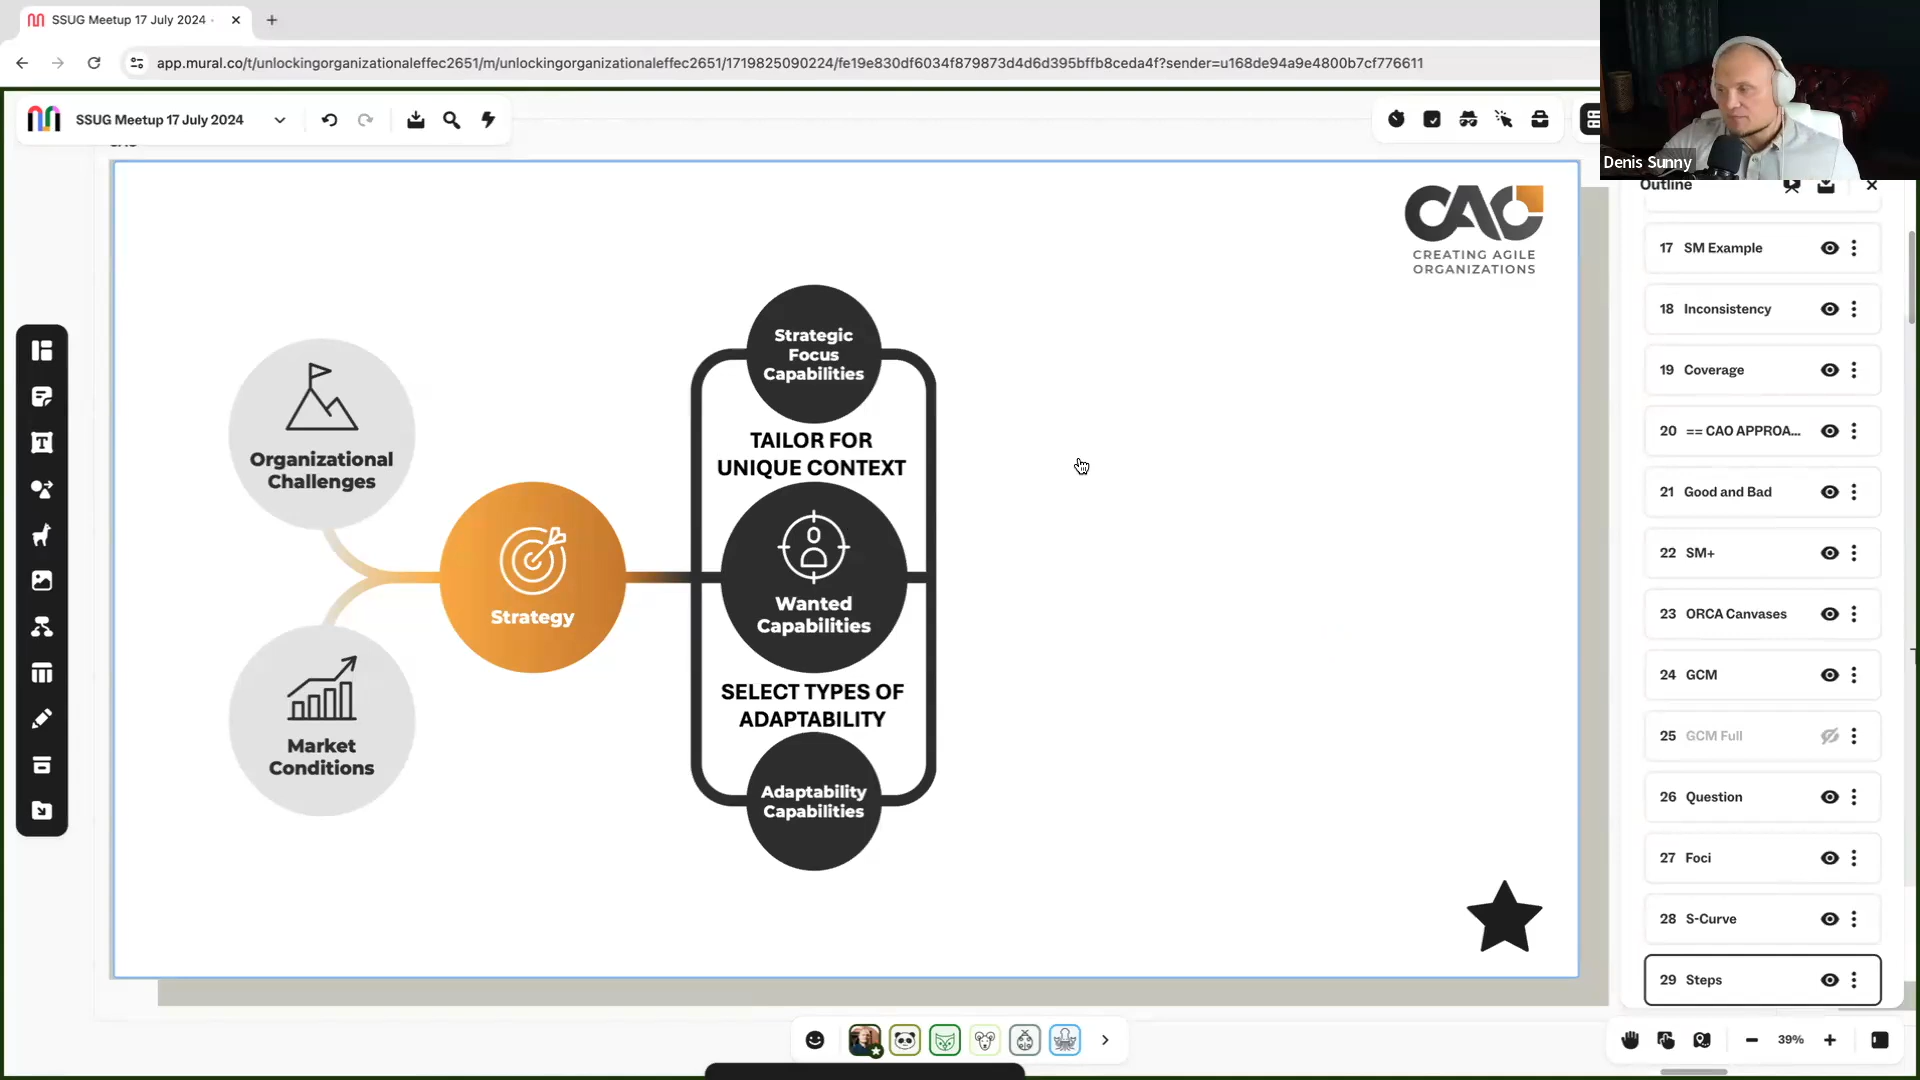 SSUG Meetup 17 July 2024
app.mural.co/t/unlockingorganizationaleffec2651/m/unlockingorganizationaleffec2651/1719825090224/fe19e830df6034f879873d4d6d395bffb8ceda4f?sender=u168de94a9e4800b7cf776611
SSUG Meetup 17 July 2024
Denis Sunny
CAO
CREATING AGILE
ORGANIZATIONS
Organizational
Challenges
Market
Conditions
Strategy
Strategic
Focus
Capabilities
TAILOR FOR
UNIQUE CONTEXT
Wanted
Capabilities
SELECT TYPES OF
ADAPTABILITY
Adaptability
Capabilities
Outline
17 SM Example
18 Inconsistency
19 Coverage
20 == CAO APPROA...
21 Good and Bad
22 SM+
23 ORCA Canvases
24 GCM
25 GCM Full
26 Question
27 Foci
28 S-Curve
29 Steps
39%